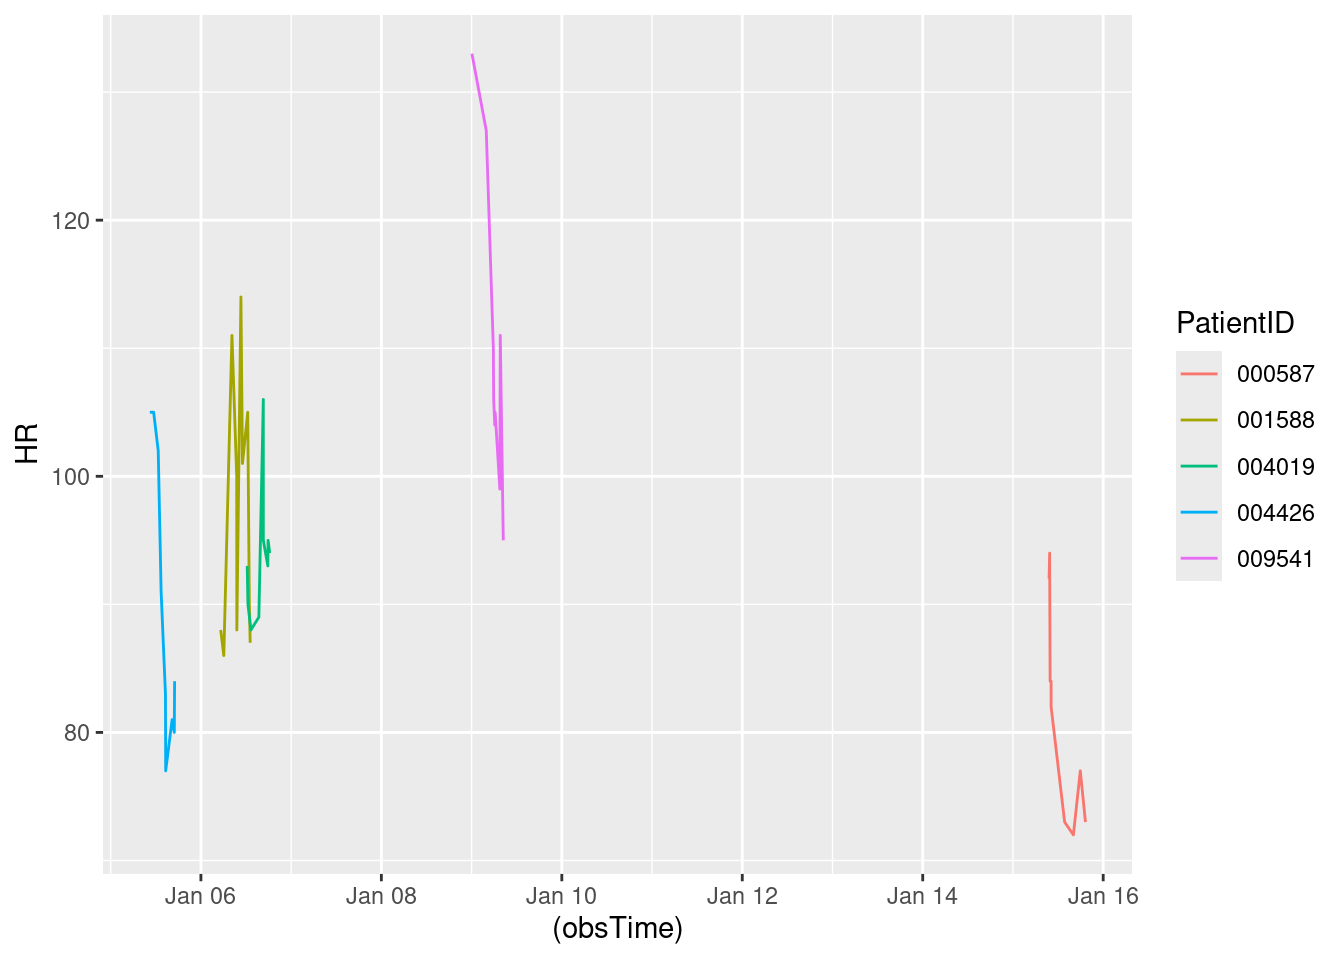 HR
120
100
80
Jan 06
Jan 08
Jan 10
Jan 12
Jan 14
Jan 16
(obsTime)
PatientID
000587
001588
004019
004426
009541